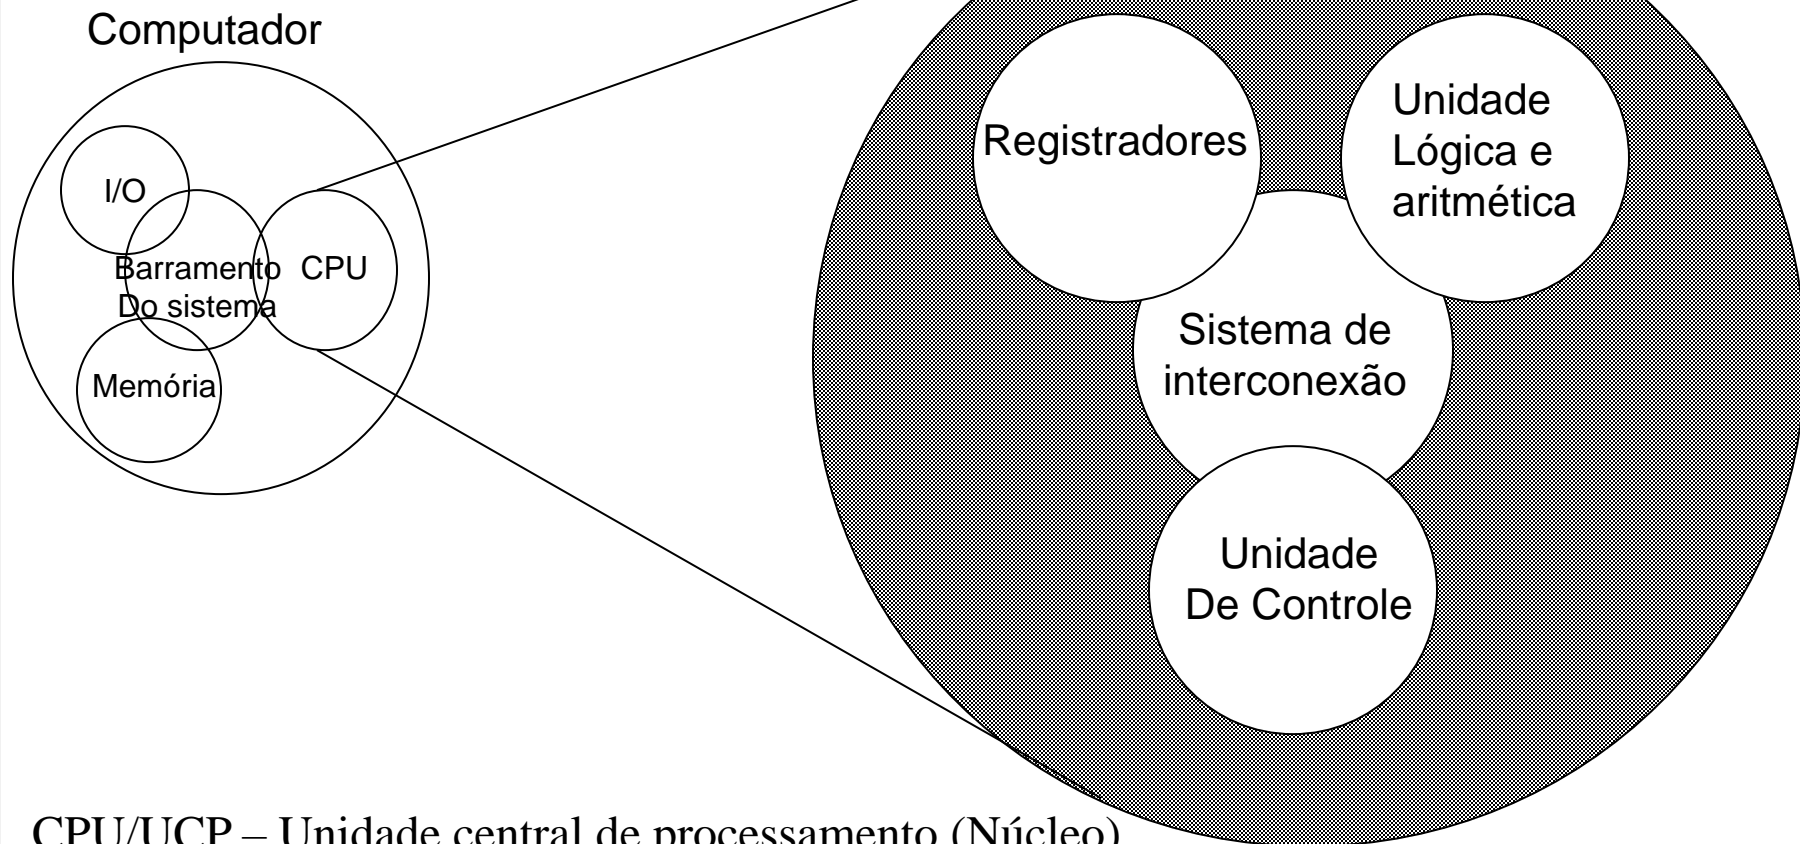 Computador
I/O
Barramento
Do sistema
CPU
Memória
Registradores
Unidade
Lógica e
aritmética
Sistema de
interconexão
Unidade
De Controle
CPU/UCP – Unidade central de processamento (Núcleo)